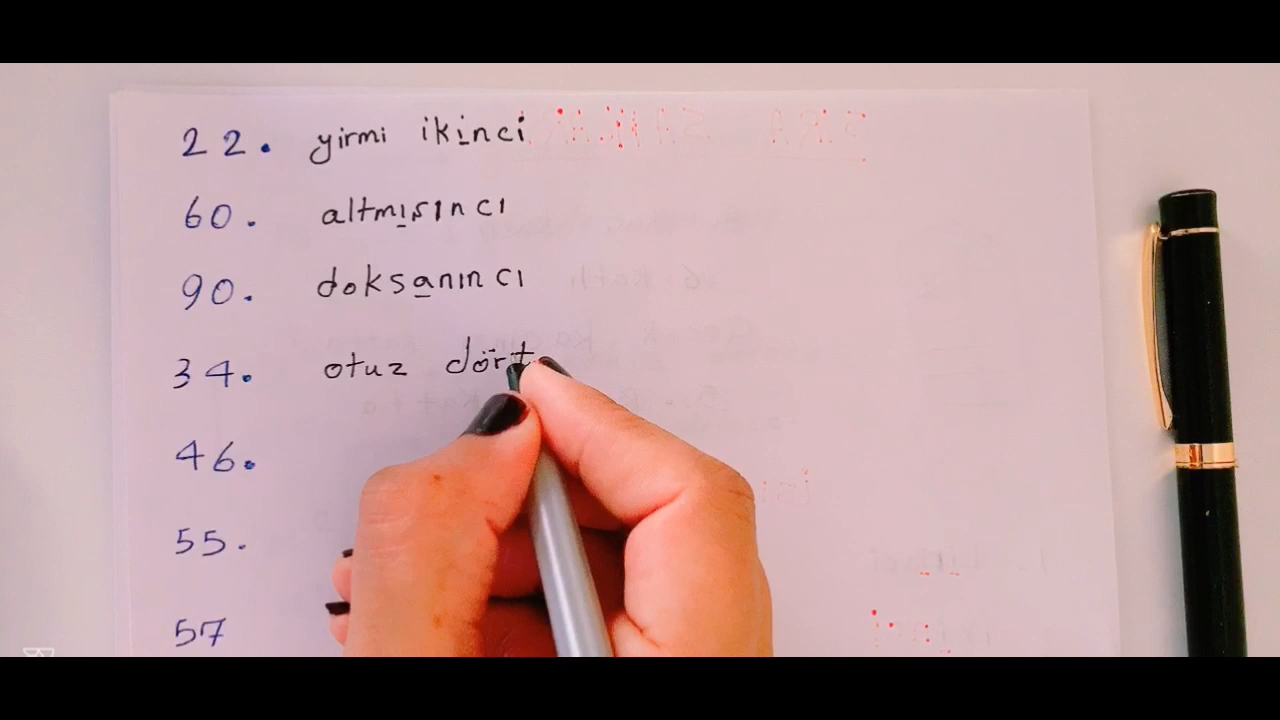 22. yirmi ikinci
60. altmışıncı
90. doksanıncı
34. otuz dört
46.
55.
57